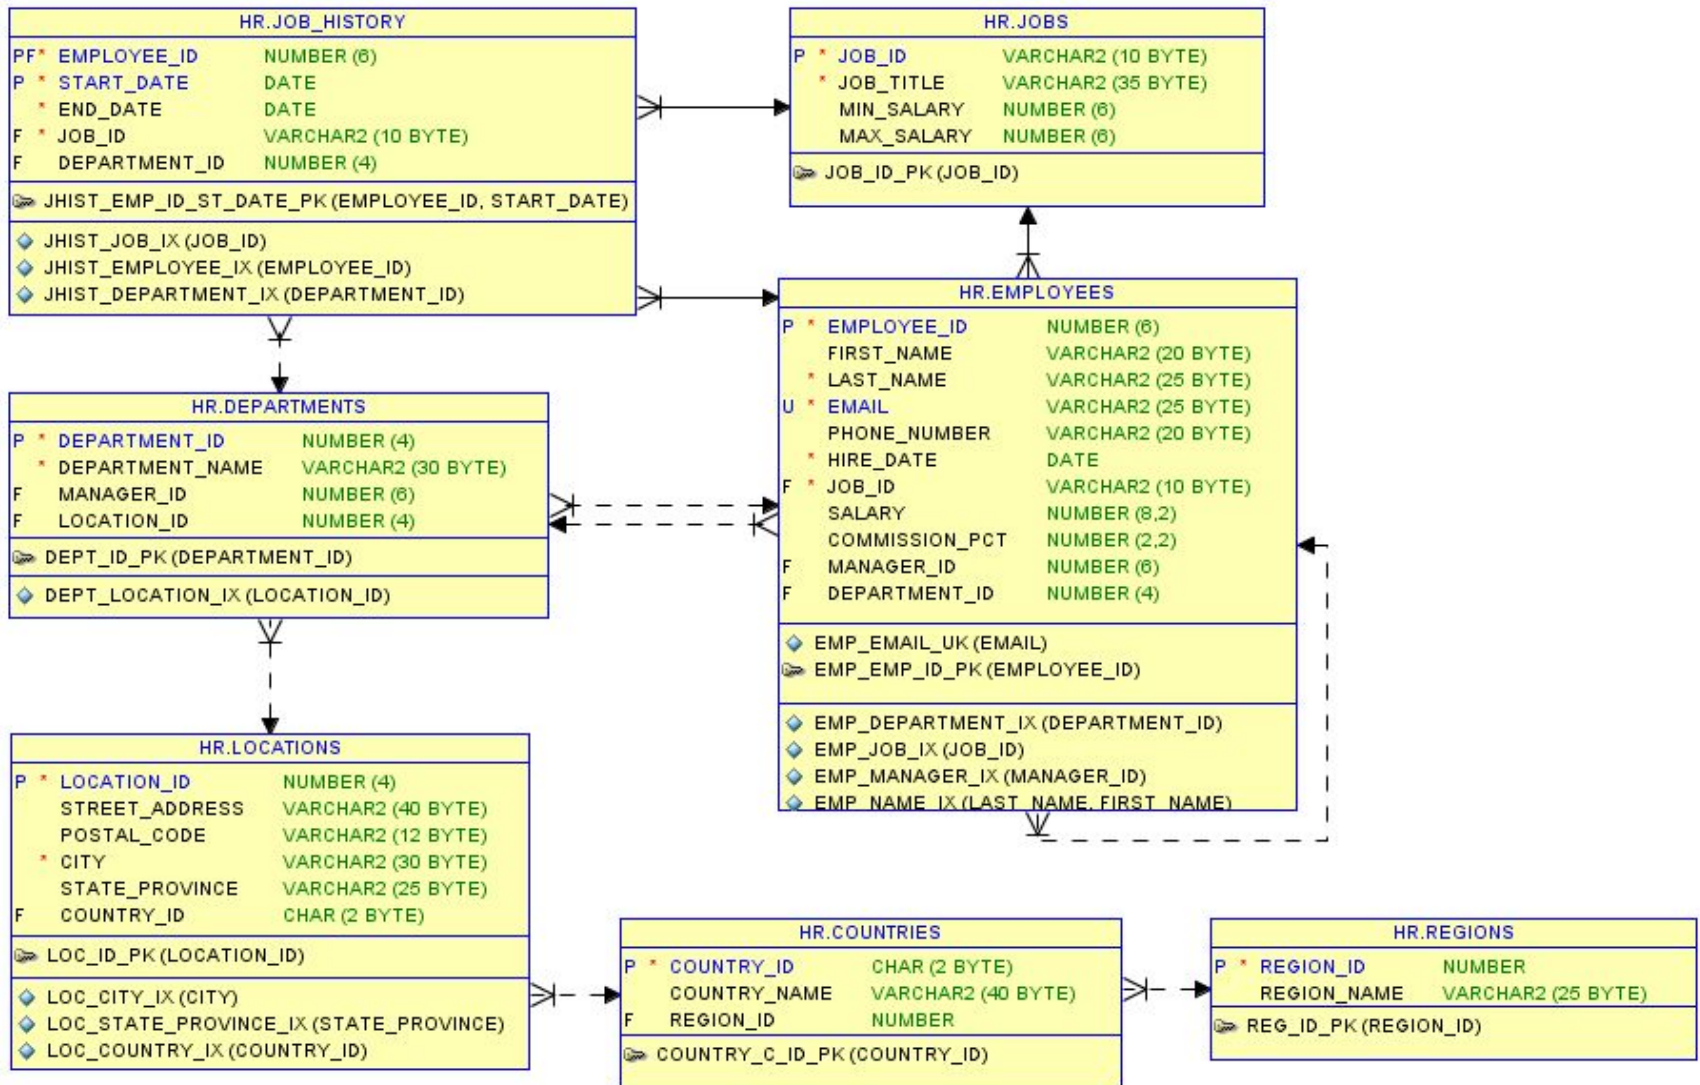 HR.JOB_HISTORY
PF* EMPLOYEE_ID NUMBER (6)
P * START_DATE DATE
* END_DATE DATE
F * JOB_ID VARCHAR2 (10 BYTE)
F DEPARTMENT_ID NUMBER (4)
JHIST_EMP_ID_ST_DATE_PK (EMPLOYEE_ID, START_DATE)
JHIST_JOB_IX (JOB_ID)
JHIST_EMPLOYEE_IX (EMPLOYEE_ID)
JHIST_DEPARTMENT_IX (DEPARTMENT_ID)
HR.JOBS
P * JOB_ID VARCHAR2 (10 BYTE)
* JOB_TITLE VARCHAR2 (35 BYTE)
MIN_SALARY NUMBER (6)
MAX_SALARY NUMBER (6)
JOB_ID_PK (JOB_ID)
HR.EMPLOYEES
P * EMPLOYEE_ID NUMBER (6)
FIRST_NAME VARCHAR2 (20 BYTE)
* LAST_NAME VARCHAR2 (25 BYTE)
U * EMAIL VARCHAR2 (25 BYTE)
PHONE_NUMBER VARCHAR2 (20 BYTE)
* HIRE_DATE DATE
F * JOB_ID VARCHAR2 (10 BYTE)
SALARY NUMBER (8,2)
COMMISSION_PCT NUMBER (2,2)
F MANAGER_ID NUMBER (6)
F DEPARTMENT_ID NUMBER (4)
EMP_EMAIL_UK (EMAIL)
EMP_EMP_ID_PK (EMPLOYEE_ID)
EMP_DEPARTMENT_IX (DEPARTMENT_ID)
EMP_JOB_IX (JOB_ID)
EMP_MANAGER_IX (MANAGER_ID)
EMP_NAME_IX (LAST_NAME, FIRST_NAME)
HR.DEPARTMENTS
P * DEPARTMENT_ID NUMBER (4)
* DEPARTMENT_NAME VARCHAR2 (30 BYTE)
F MANAGER_ID NUMBER (6)
F LOCATION_ID NUMBER (4)
DEPT_ID_PK (DEPARTMENT_ID)
DEPT_LOCATION_IX (LOCATION_ID)
HR.LOCATIONS
P * LOCATION_ID NUMBER (4)
STREET_ADDRESS VARCHAR2 (40 BYTE)
POSTAL_CODE VARCHAR2 (12 BYTE)
* CITY VARCHAR2 (30 BYTE)
STATE_PROVINCE VARCHAR2 (25 BYTE)
F COUNTRY_ID CHAR (2 BYTE)
LOC_ID_PK (LOCATION_ID)
LOC_CITY_IX (CITY)
LOC_STATE_PROVINCE_IX (STATE_PROVINCE)
LOC_COUNTRY_IX (COUNTRY_ID)
HR.COUNTRIES
P * COUNTRY_ID CHAR (2 BYTE)
COUNTRY_NAME VARCHAR2 (40 BYTE)
F REGION_ID NUMBER
COUNTRY_C_ID_PK (COUNTRY_ID)
HR.REGIONS
P * REGION_ID NUMBER
REGION_NAME VARCHAR2 (25 BYTE)
REG_ID_PK (REGION_ID)